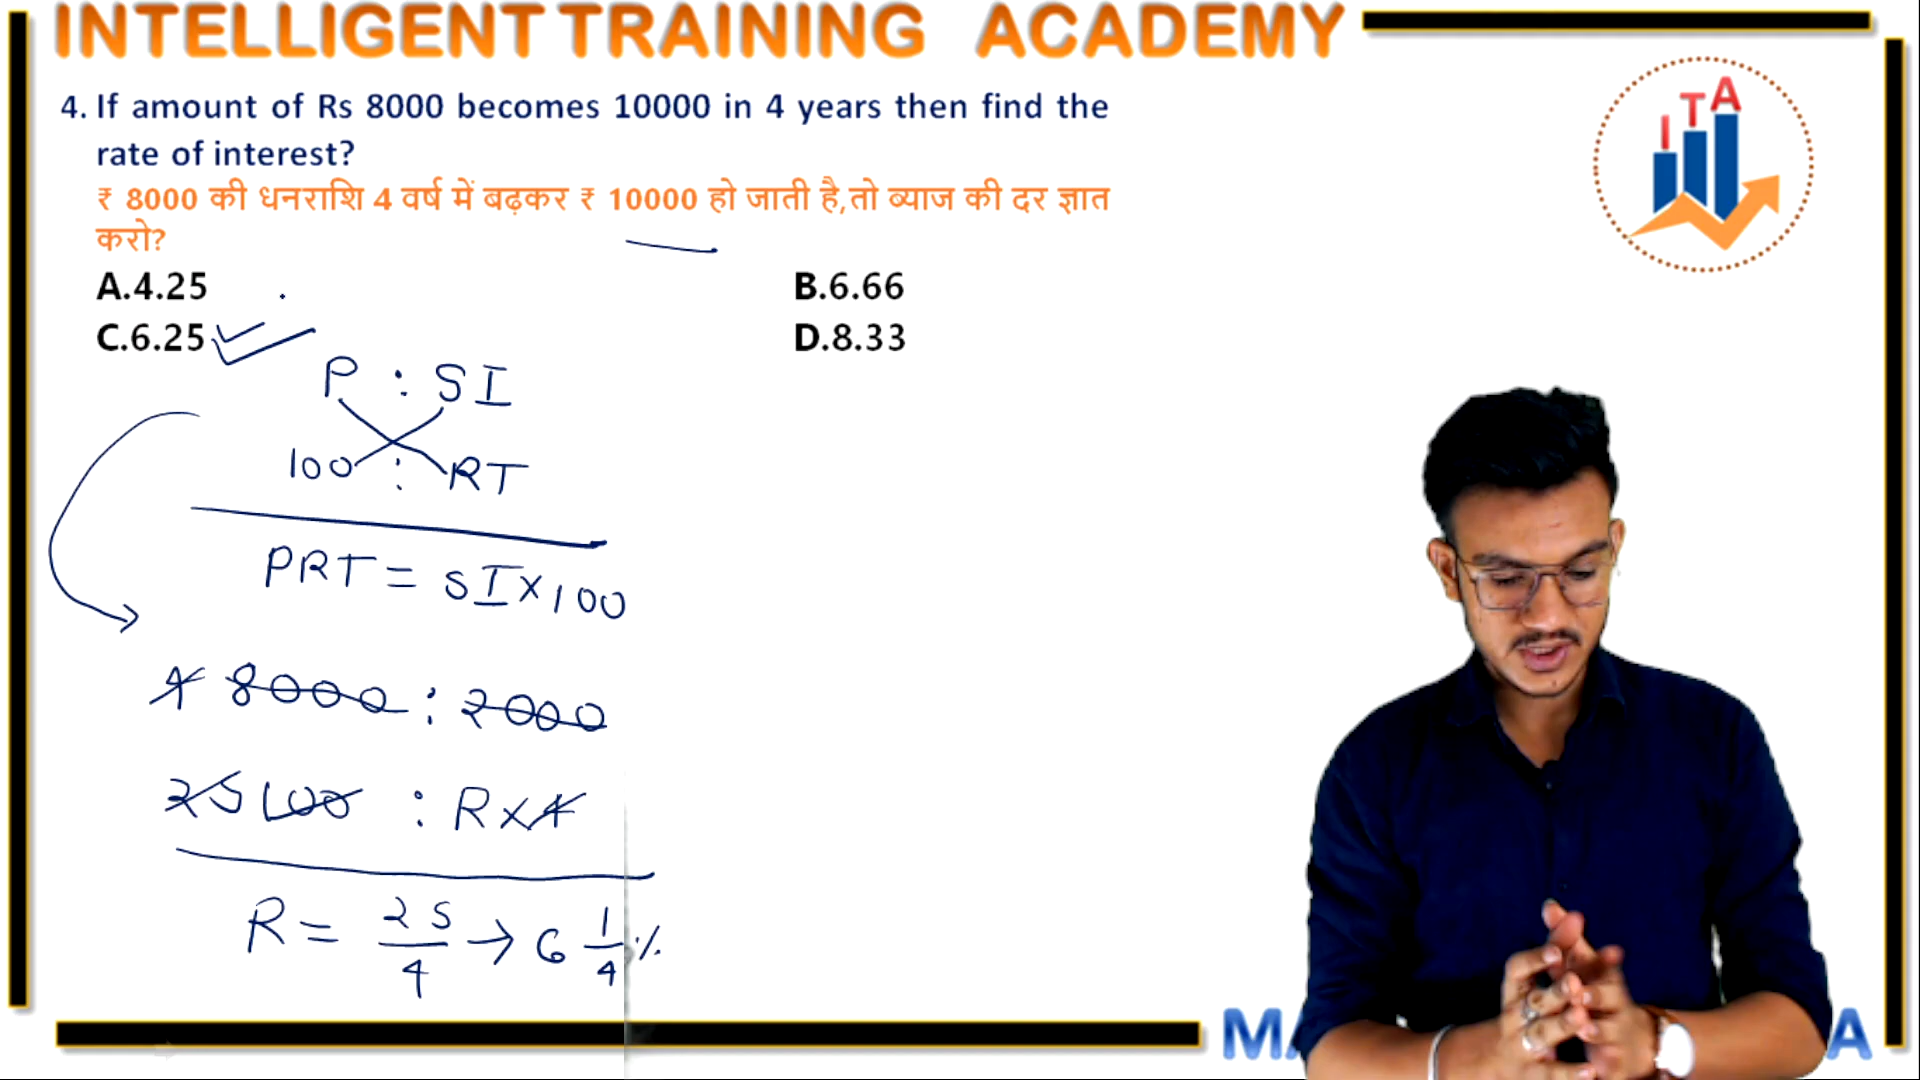 INTELLIGENT TRAINING ACADEMY
4. If amount of Rs 8000 becomes 10000 in 4 years then find the
rate of interest?
₹ 8000 की धनराशि 4 वर्ष में बढ़कर ₹ 10000 हो जाती है,तो ब्याज की दर ज्ञात
करो?
A.4.25 B.6.66
C.6.25 D.8.33
I T A
P : SI
100 : RT
PRT = SI×100
4 8000 : 2000
25 100 : R×4
R = 25/4 → 6 1/4 %